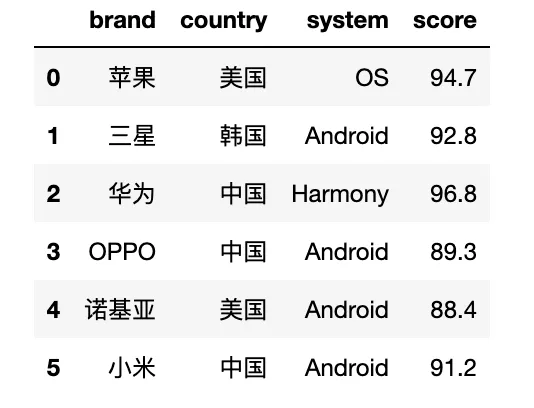 brand country system score
0 苹果 美国 OS 94.7
1 三星 韩国 Android 92.8
2 华为 中国 Harmony 96.8
3 OPPO 中国 Android 89.3
4 诺基亚 美国 Android 88.4
5 小米 中国 Android 91.2